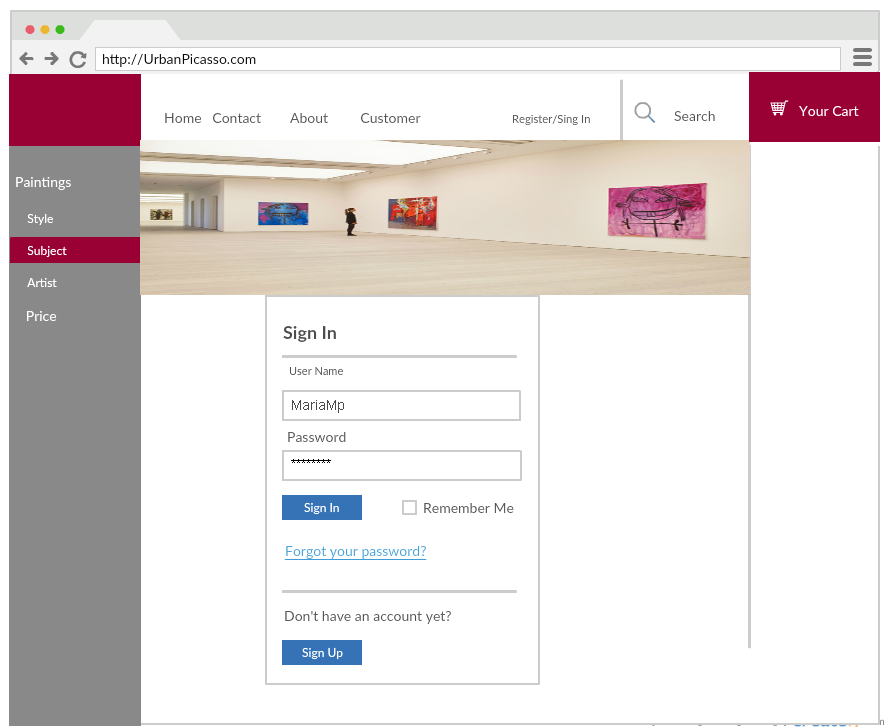 http://UrbanPicasso.com
Home Contact About Customer Register/Sing In Search Your Cart
Paintings
Style
Subject
Artist
Price
Sign In
User Name
MariaMp
Password
********
Sign In Remember Me
Forgot your password?
Don't have an account yet?
Sign Up